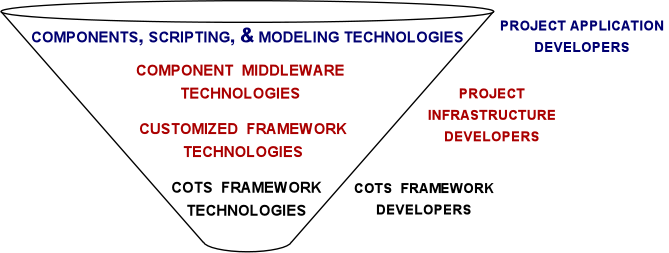 COMPONENTS, SCRIPTING, & MODELING TECHNOLOGIES
PROJECT APPLICATION
DEVELOPERS
COMPONENT MIDDLEWARE
TECHNOLOGIES
CUSTOMIZED FRAMEWORK
TECHNOLOGIES
PROJECT
INFRASTRUCTURE
DEVELOPERS
COTS FRAMEWORK
TECHNOLOGIES
COTS FRAMEWORK
DEVELOPERS